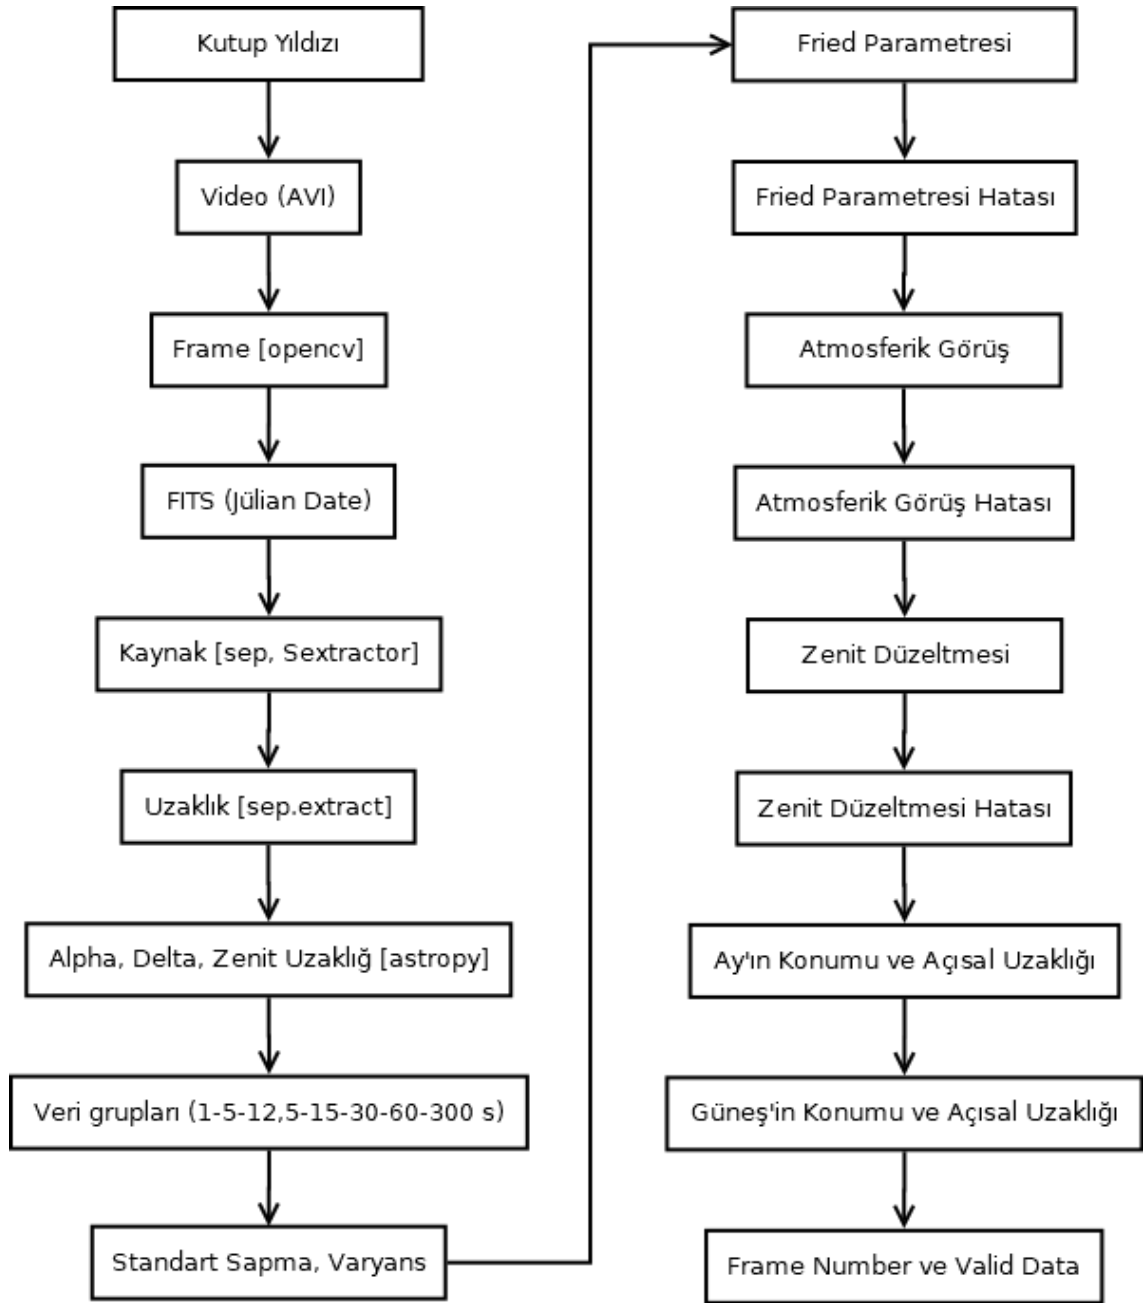 Kutup Yıldızı
Video (AVI)
Frame [opencv]
FITS (Jülian Date)
Kaynak [sep, Sextractor]
Uzaklık [sep.extract]
Alpha, Delta, Zenit Uzaklığ [astropy]
Veri grupları (1-5-12,5-15-30-60-300 s)
Standart Sapma, Varyans
Fried Parametresi
Fried Parametresi Hatası
Atmosferik Görüş
Atmosferik Görüş Hatası
Zenit Düzeltmesi
Zenit Düzeltmesi Hatası
Ay'ın Konumu ve Açısal Uzaklığı
Güneş'in Konumu ve Açısal Uzaklığı
Frame Number ve Valid Data